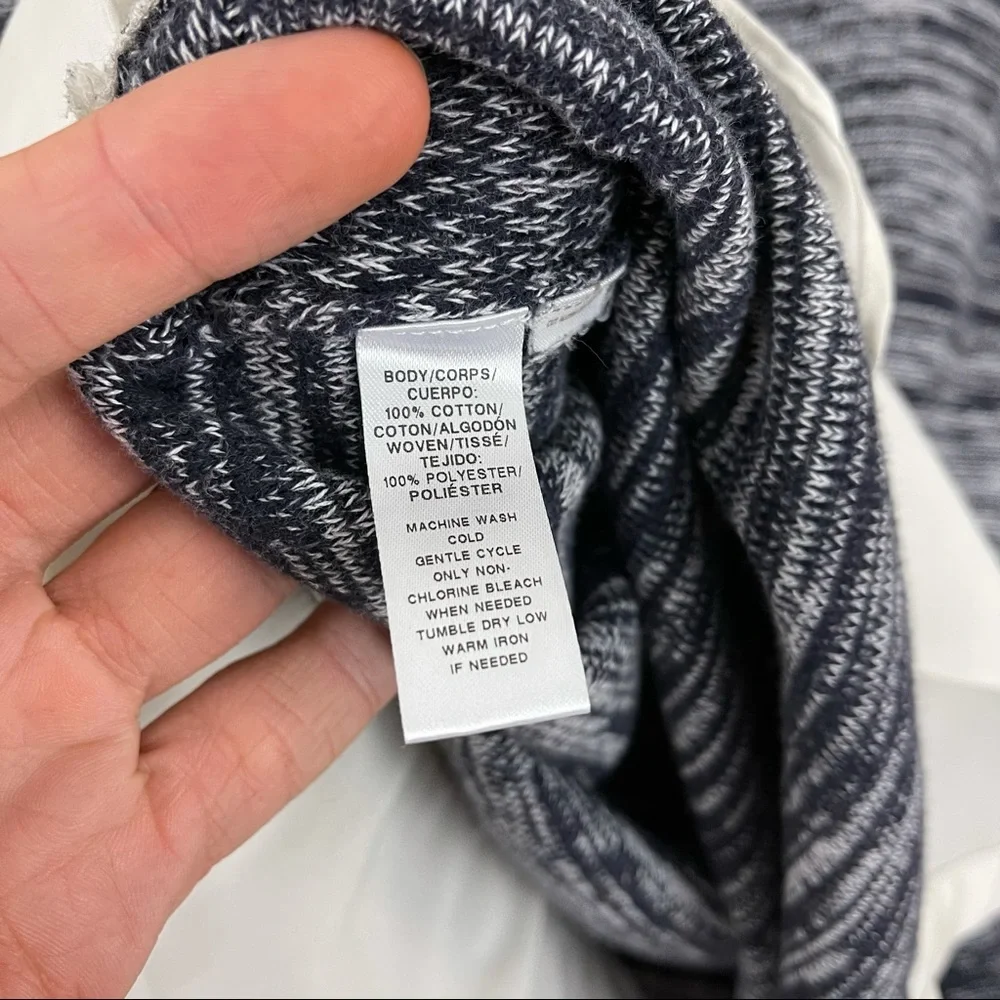 BODY/CORPS/
CUERPO:
100% COTTON/
COTON/ALGODÓN
WOVEN/TISSÉ/
TEJIDO:
100% POLYESTER/
POLIÉSTER
MACHINE WASH
COLD
GENTLE CYCLE
ONLY NON-
CHLORINE BLEACH
WHEN NEEDED
TUMBLE DRY LOW
WARM IRON
IF NEEDED